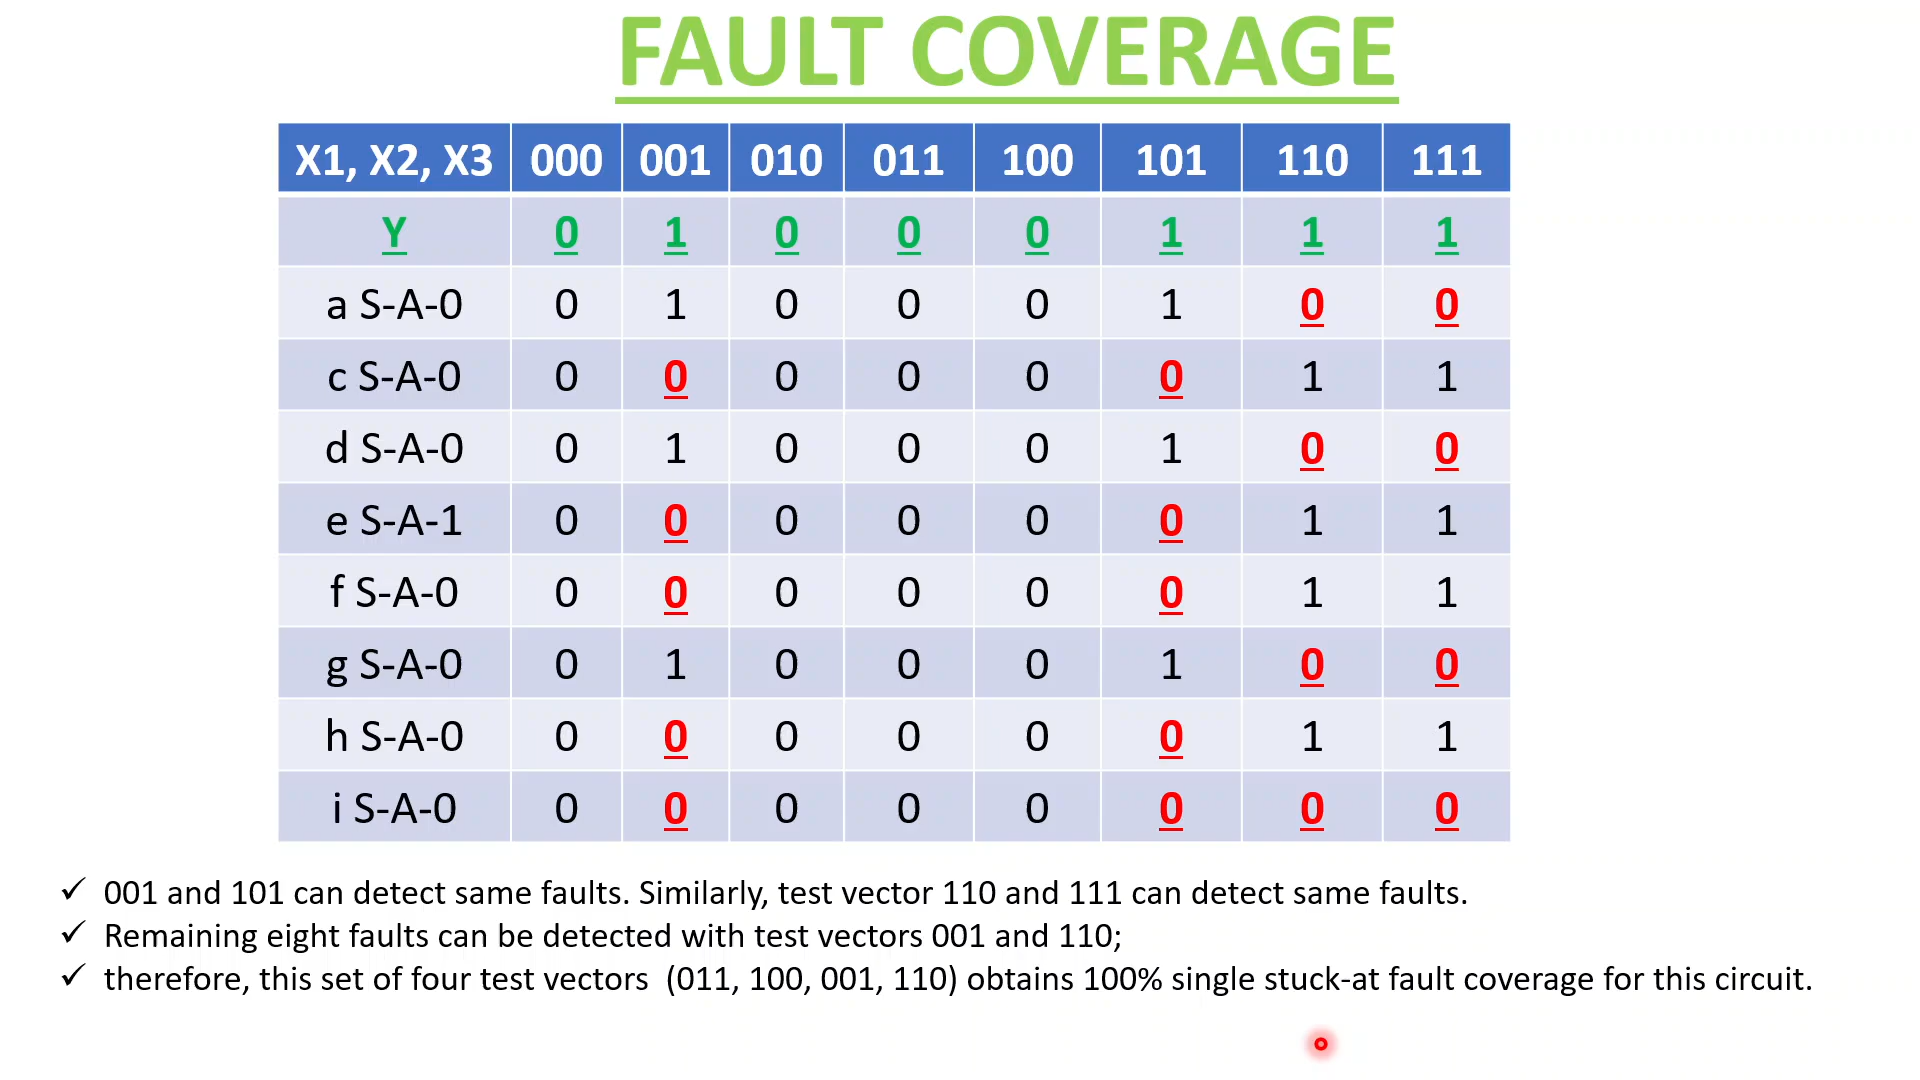 FAULT COVERAGE
X1, X2, X3 000 001 010 011 100 101 110 111
Y 0 1 0 0 0 1 1 1
a S-A-0 0 1 0 0 0 1 0 0
c S-A-0 0 0 0 0 0 0 1 1
d S-A-0 0 1 0 0 0 1 0 0
e S-A-1 0 0 0 0 0 0 1 1
f S-A-0 0 0 0 0 0 0 1 1
g S-A-0 0 1 0 0 0 1 0 0
h S-A-0 0 0 0 0 0 0 1 1
i S-A-0 0 0 0 0 0 0 0 0
✓ 001 and 101 can detect same faults. Similarly, test vector 110 and 111 can detect same faults.
✓ Remaining eight faults can be detected with test vectors 001 and 110;
✓ therefore, this set of four test vectors (011, 100, 001, 110) obtains 100% single stuck-at fault coverage for this circuit.